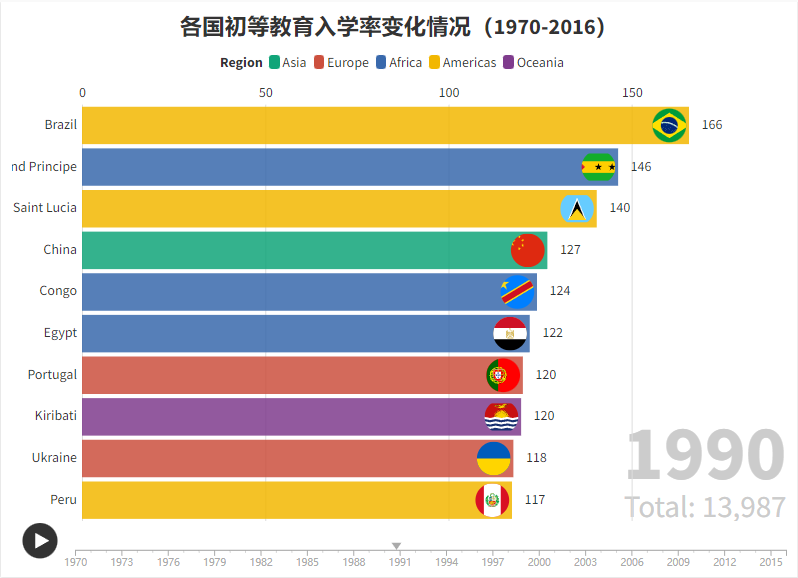 各国初等教育入学率变化情况（1970-2016）
Region Asia Europe Africa Americas Oceania
0 50 100 150
Brazil 166
nd Principe 146
Saint Lucia 140
China 127
Congo 124
Egypt 122
Portugal 120
Kiribati 120
Ukraine 118
Peru 117
1990
Total: 13,987
1970 1973 1976 1979 1982 1985 1988 1991 1994 1997 2000 2003 2006 2009 2012 2015